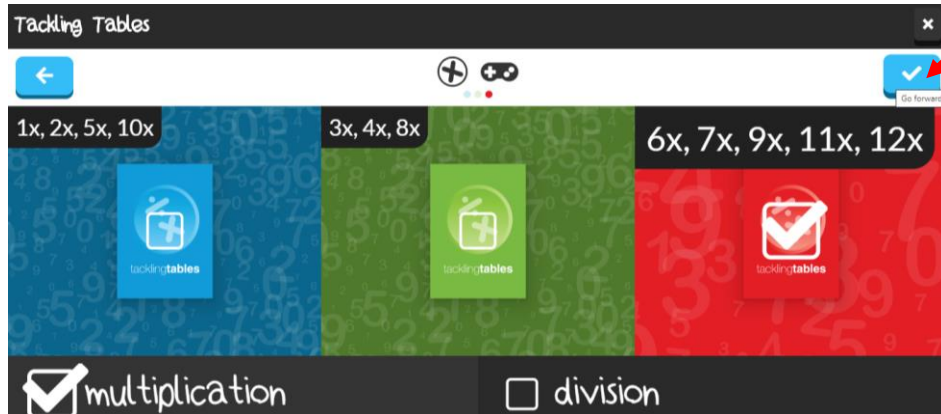 Tackling Tables
Go forward
1x, 2x, 5x, 10x
3x, 4x, 8x
6x, 7x, 9x, 11x, 12x
tacklingtables
tacklingtables
tacklingtables
multiplication
division